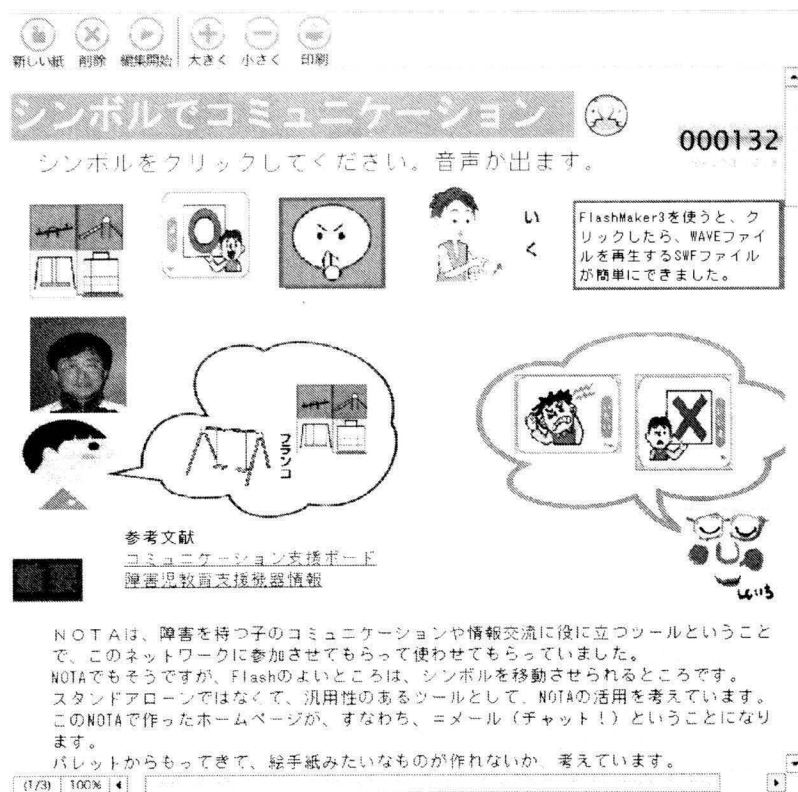 新しい紙 削除 編集開始 大きく 小さく 印刷
シンボルでコミュニケーション
000132
シンボルをクリックしてください。音声が出ます。
いく
FlashMaker3を使うと、ク
リックしたら、WAVEファイ
ルを再生するSWFファイル
が簡単にできました。
ブランコ
参考文献
コミュニケーション支援ボード
障害児教育支援機器情報
しんいち
NOTAは、障害を持つ子のコミュニケーションや情報交流に役に立つツールということ
で、このネットワークに参加させてもらって使わせてもらっていました。
NOTAでもそうですが、Flashのよいところは、シンボルを移動させられるところです。
スタンドアローンではなくて、汎用性のあるツールとして、NOTAの活用を考えています。
このNOTAで作ったホームページが、すなわち、=メール(チャット!)ということになり
ます。
パレットからもってきて、絵手紙みたいなものが作れないか、考えています。
(1/3) 100%